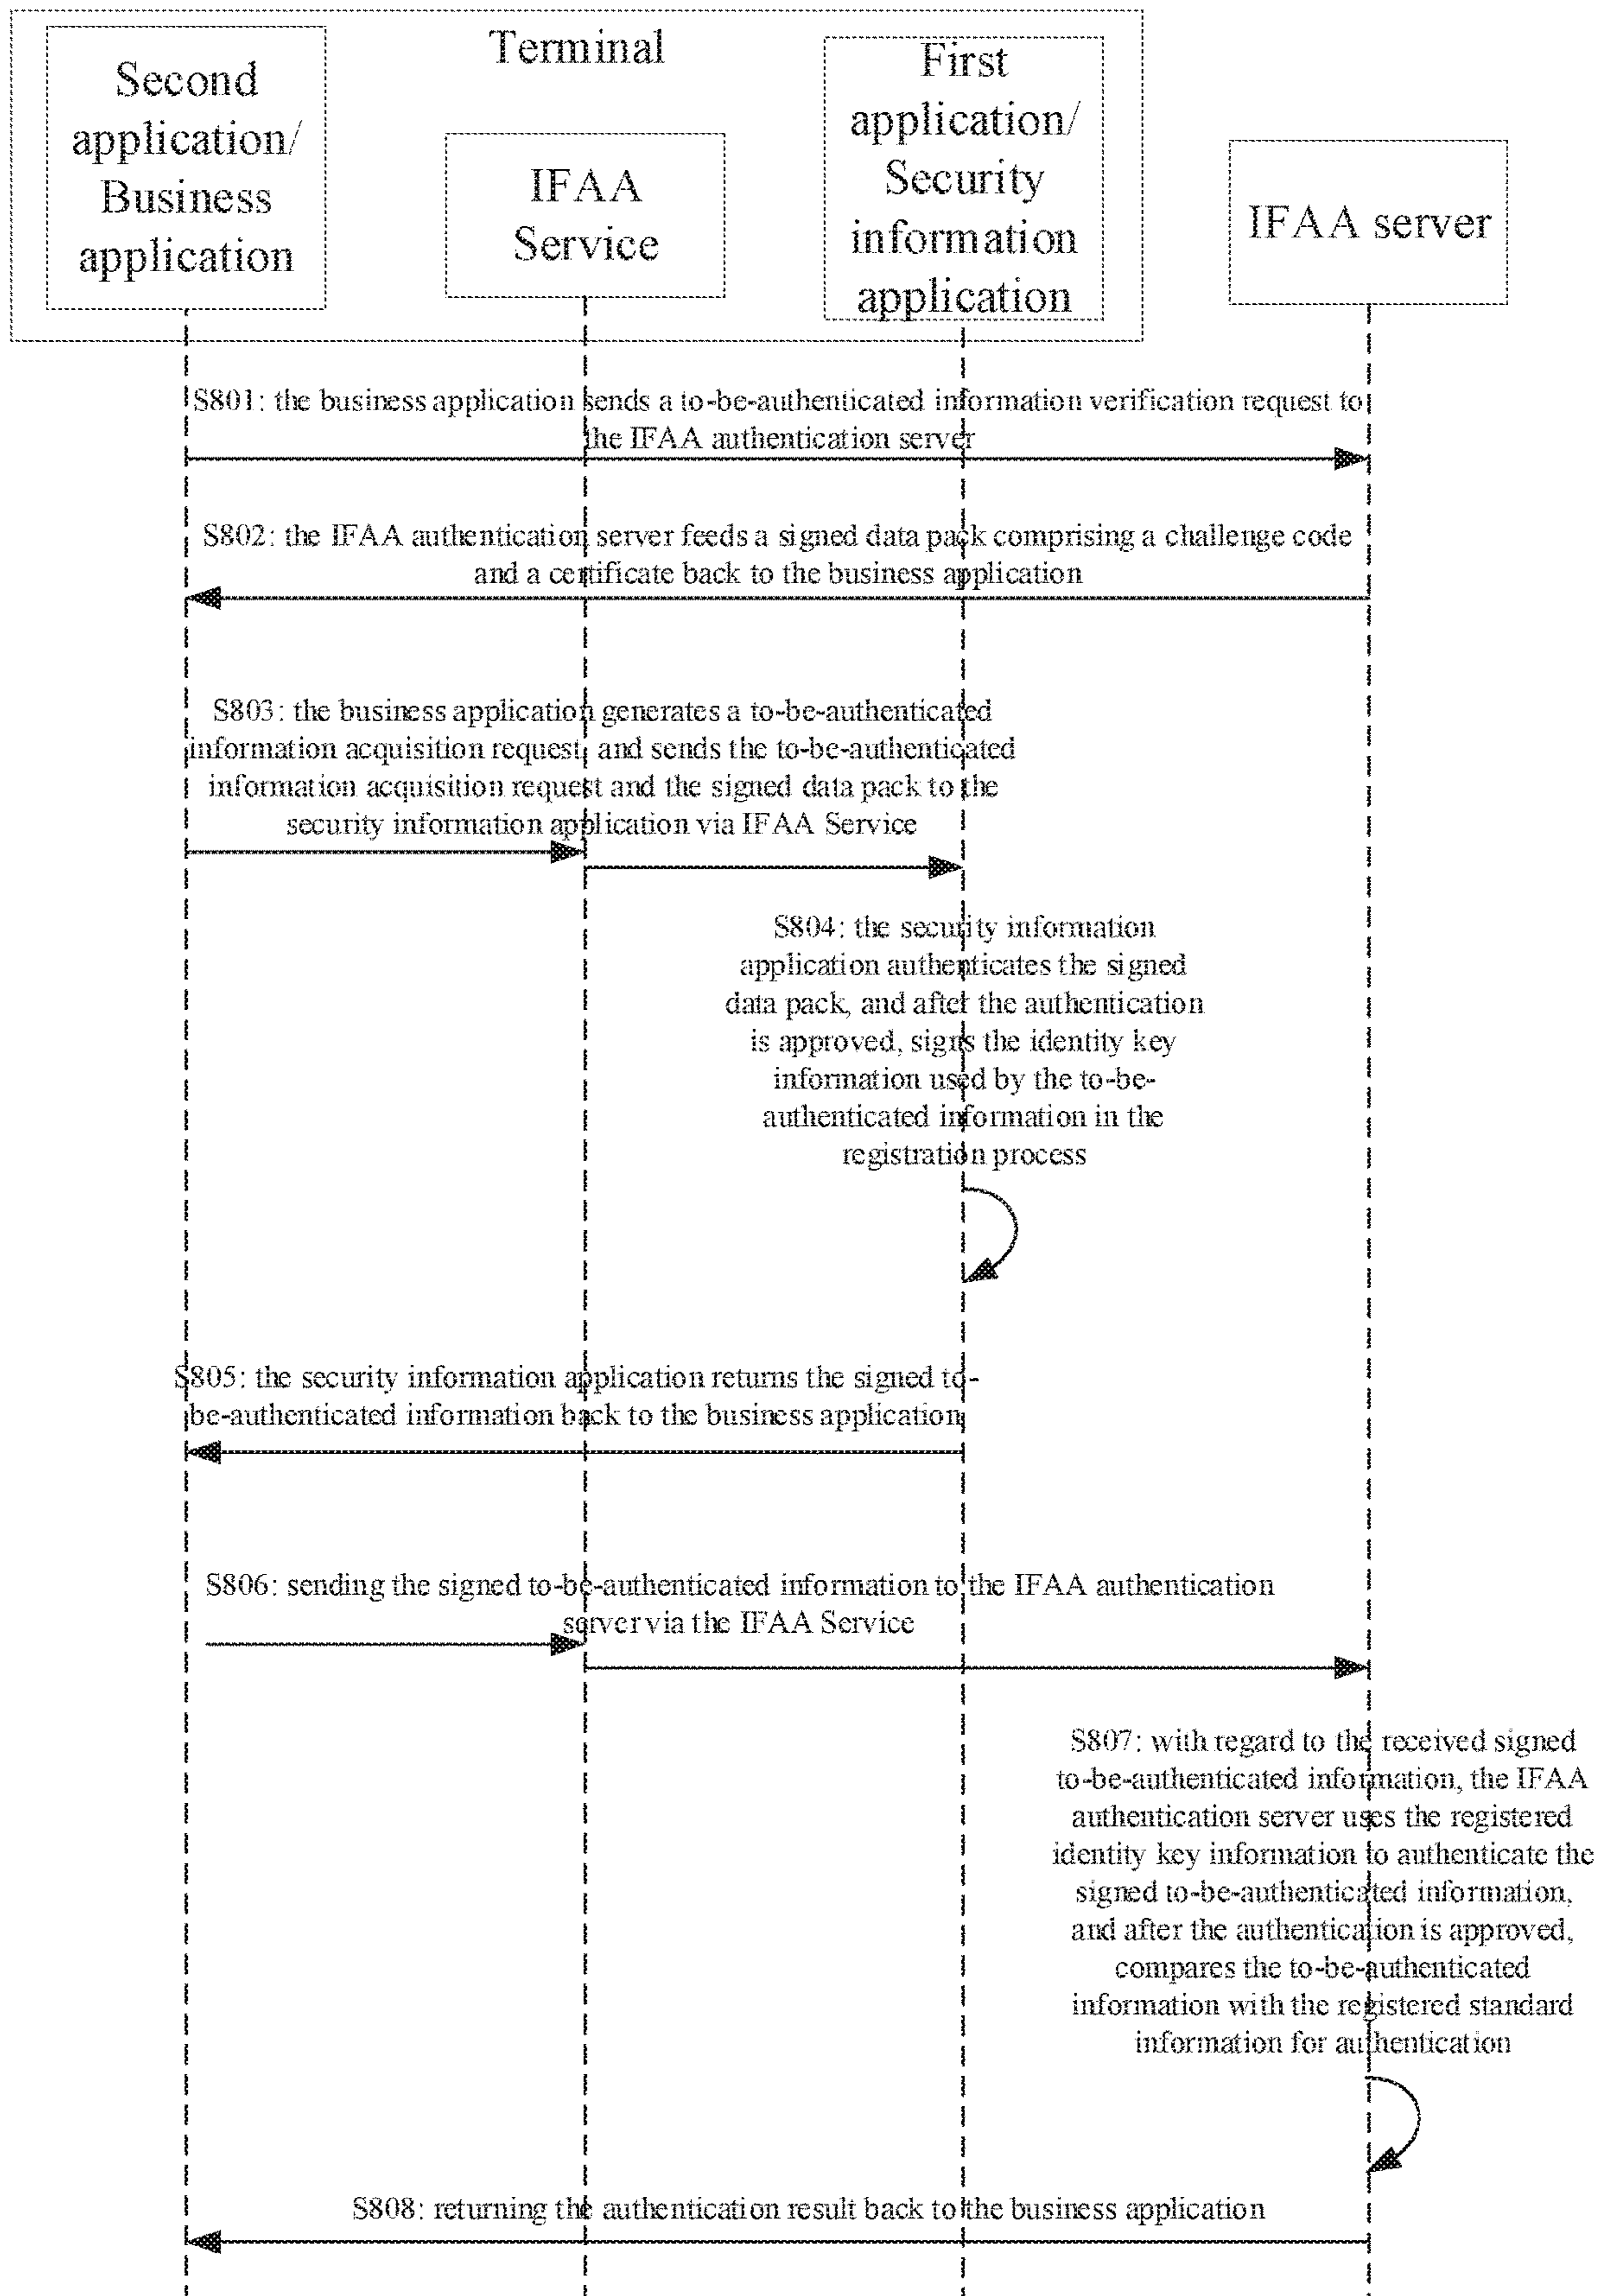 Terminal
Second
application/
Business
application
IFAA
Service
First
application/
Security
information
application
IFAA server
S801: the business application sends a to-be-authenticated information verification request to
the IFAA authentication server
S802: the IFAA authentication server feeds a signed data pack comprising a challenge code
and a certificate back to the business application
S803: the business application generates a to-be-authenticated
information acquisition request, and sends the to-be-authenticated
information acquisition request and the signed data pack to the
security information application via IFAA Service
S804: the security information
application authenticates the signed
data pack, and after the authentication
is approved, signs the identity key
information used by the to-be-
authenticated information in the
registration process
S805: the security information application returns the signed to-
be-authenticated information back to the business application
S806: sending the signed to-be-authenticated information to the IFAA authentication
server via the IFAA Service
S807: with regard to the received signed
to-be-authenticated information, the IFAA
authentication server uses the registered
identity key information to authenticate the
signed to-be-authenticated information,
and after the authentication is approved,
compares the to-be-authenticated
information with the registered standard
information for authentication
S808: returning the authentication result back to the business application